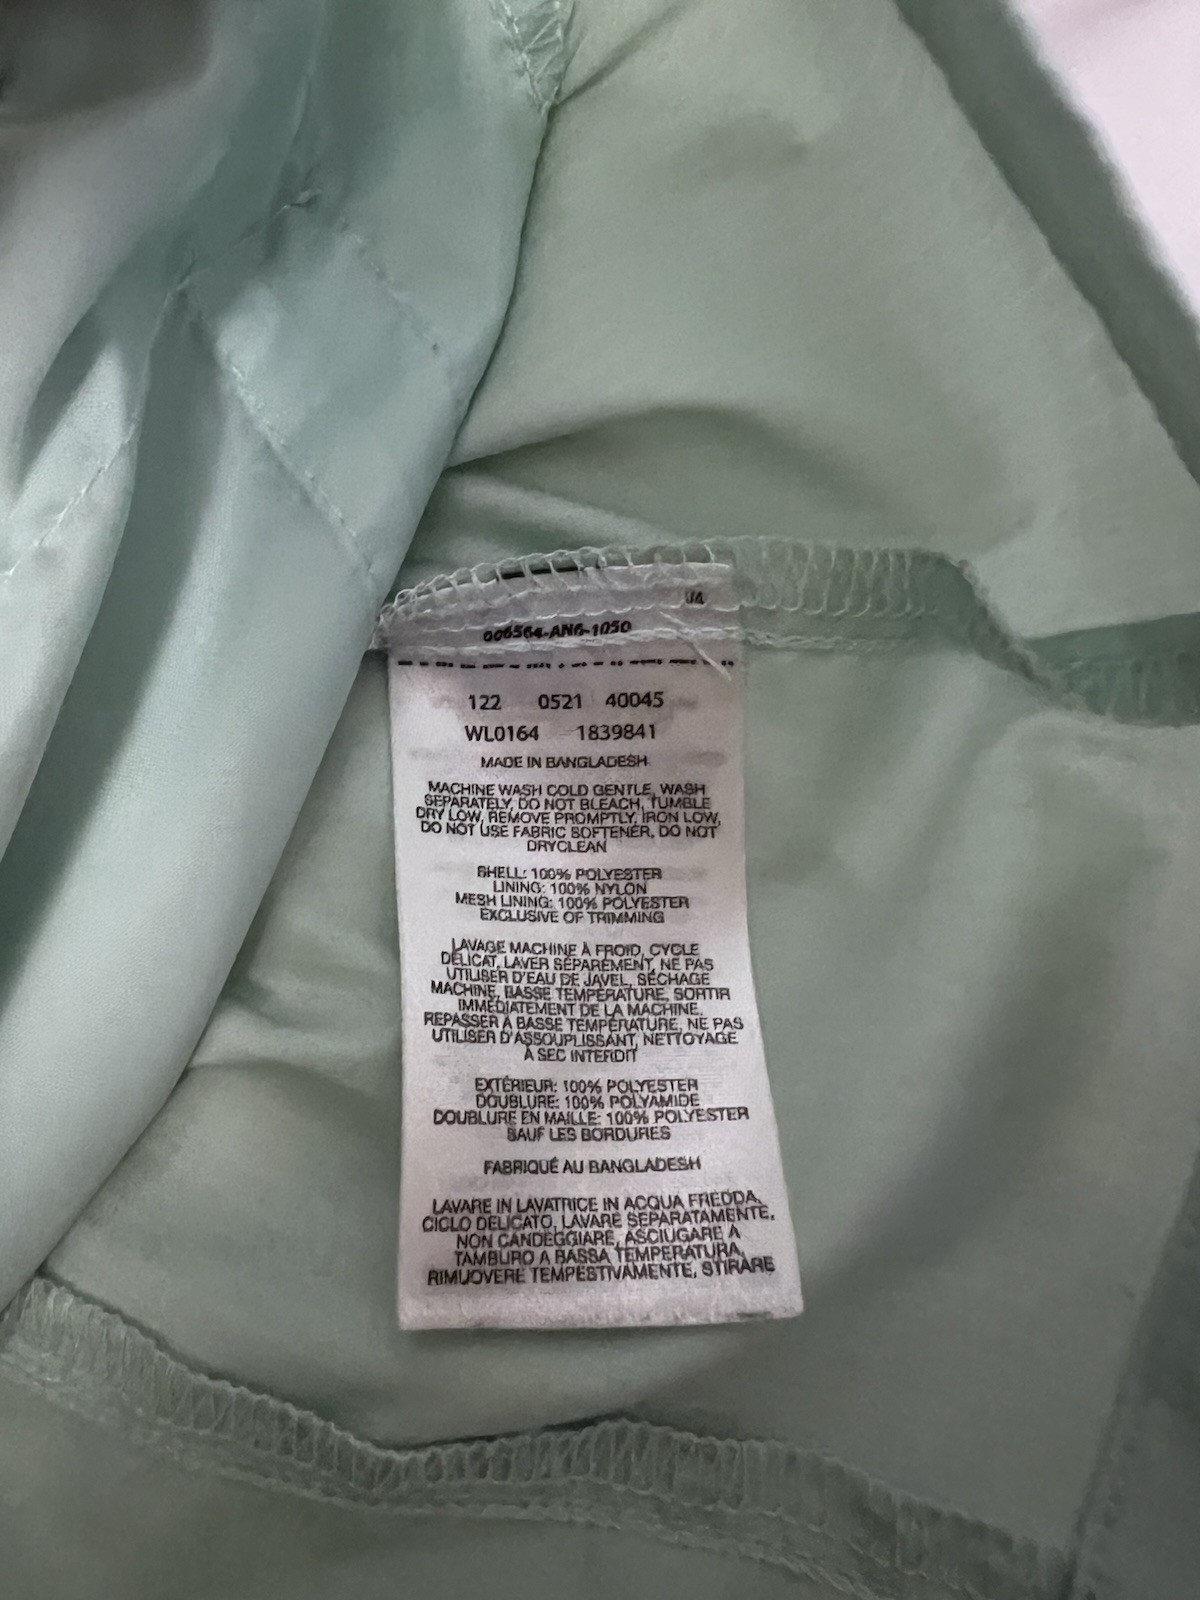 006564-AN6-1050
122 0521 40045
WL0164 1839841
MADE IN BANGLADESH
MACHINE WASH COLD GENTLE, WASH
SEPARATELY, DO NOT BLEACH, TUMBLE
DRY LOW, REMOVE PROMPTLY, IRON LOW,
DO NOT USE FABRIC SOFTENER, DO NOT
DRYCLEAN
SHELL: 100% POLYESTER
LINING: 100% NYLON
MESH LINING: 100% POLYESTER
EXCLUSIVE OF TRIMMING
LAVAGE MACHINE À FROID, CYCLE
DÉLICAT, LAVER SÉPARÉMENT, NE PAS
UTILISER D'EAU DE JAVEL, SÉCHAGE
MACHINE, BASSE TEMPÉRATURE, SORTIR
IMMÉDIATEMENT DE LA MACHINE,
REPASSER À BASSE TEMPÉRATURE, NE PAS
UTILISER D'ASSOUPLISSANT, NETTOYAGE
À SEC INTERDIT
EXTÉRIEUR: 100% POLYESTER
DOUBLURE: 100% POLYAMIDE
DOUBLURE EN MAILLE: 100% POLYESTER
SAUF LES BORDURES
FABRIQUÉ AU BANGLADESH
LAVARE IN LAVATRICE IN ACQUA FREDDA,
CICLO DELICATO, LAVARE SEPARATAMENTE,
NON CANDEGGIARE, ASCIUGARE A
TAMBURO A BASSA TEMPERATURA,
RIMUOVERE TEMPESTIVAMENTE, STIRARE